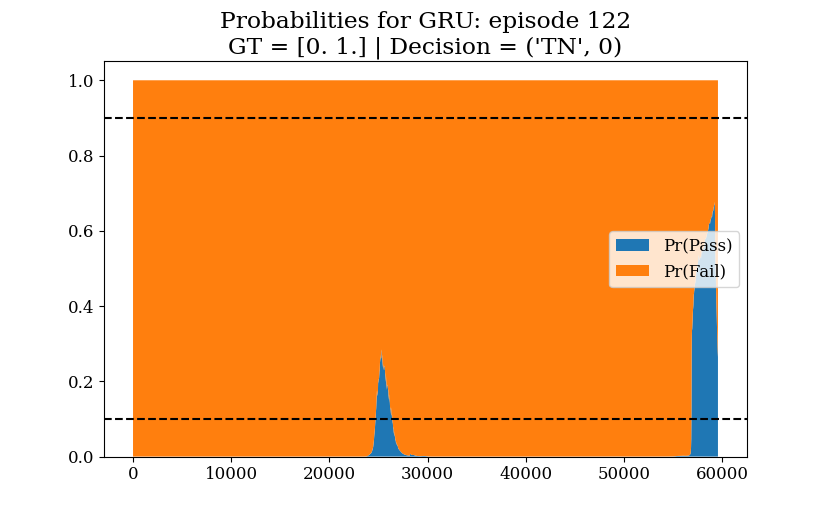 Probabilities for GRU: episode 122
GT = [0. 1.] | Decision = ('TN', 0)
1.0
0.8
0.6
0.4
0.2
0.0
Pr(Pass)
Pr(Fail)
0 10000 20000 30000 40000 50000 60000